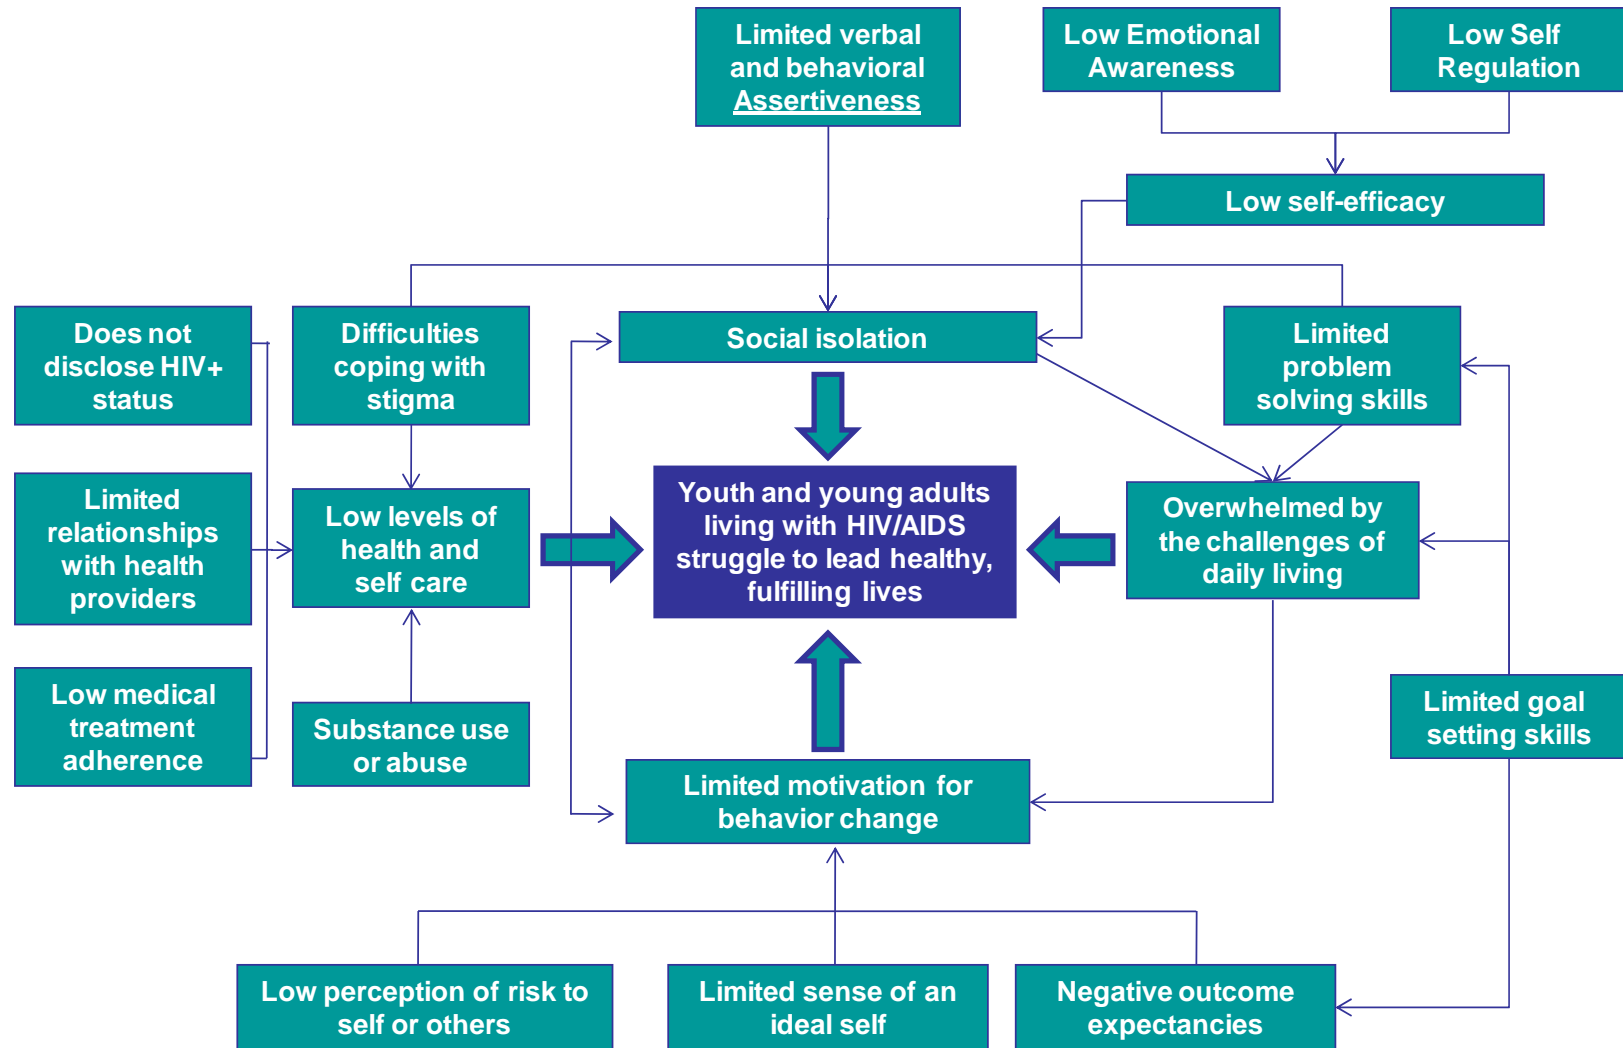 Limited verbal
and behavioral
Assertiveness
Low Emotional
Awareness
Low Self
Regulation
Low self-efficacy
Does not
disclose HIV+
status
Difficulties
coping with
stigma
Social isolation
Limited
problem
solving skills
Limited
relationships
with health
providers
Low levels of
health and
self care
Youth and young adults
living with HIV/AIDS
struggle to lead healthy,
fulfilling lives
Overwhelmed by
the challenges of
daily living
Low medical
treatment
adherence
Substance use
or abuse
Limited motivation for
behavior change
Limited goal
setting skills
Low perception of risk to
self or others
Limited sense of an
ideal self
Negative outcome
expectancies